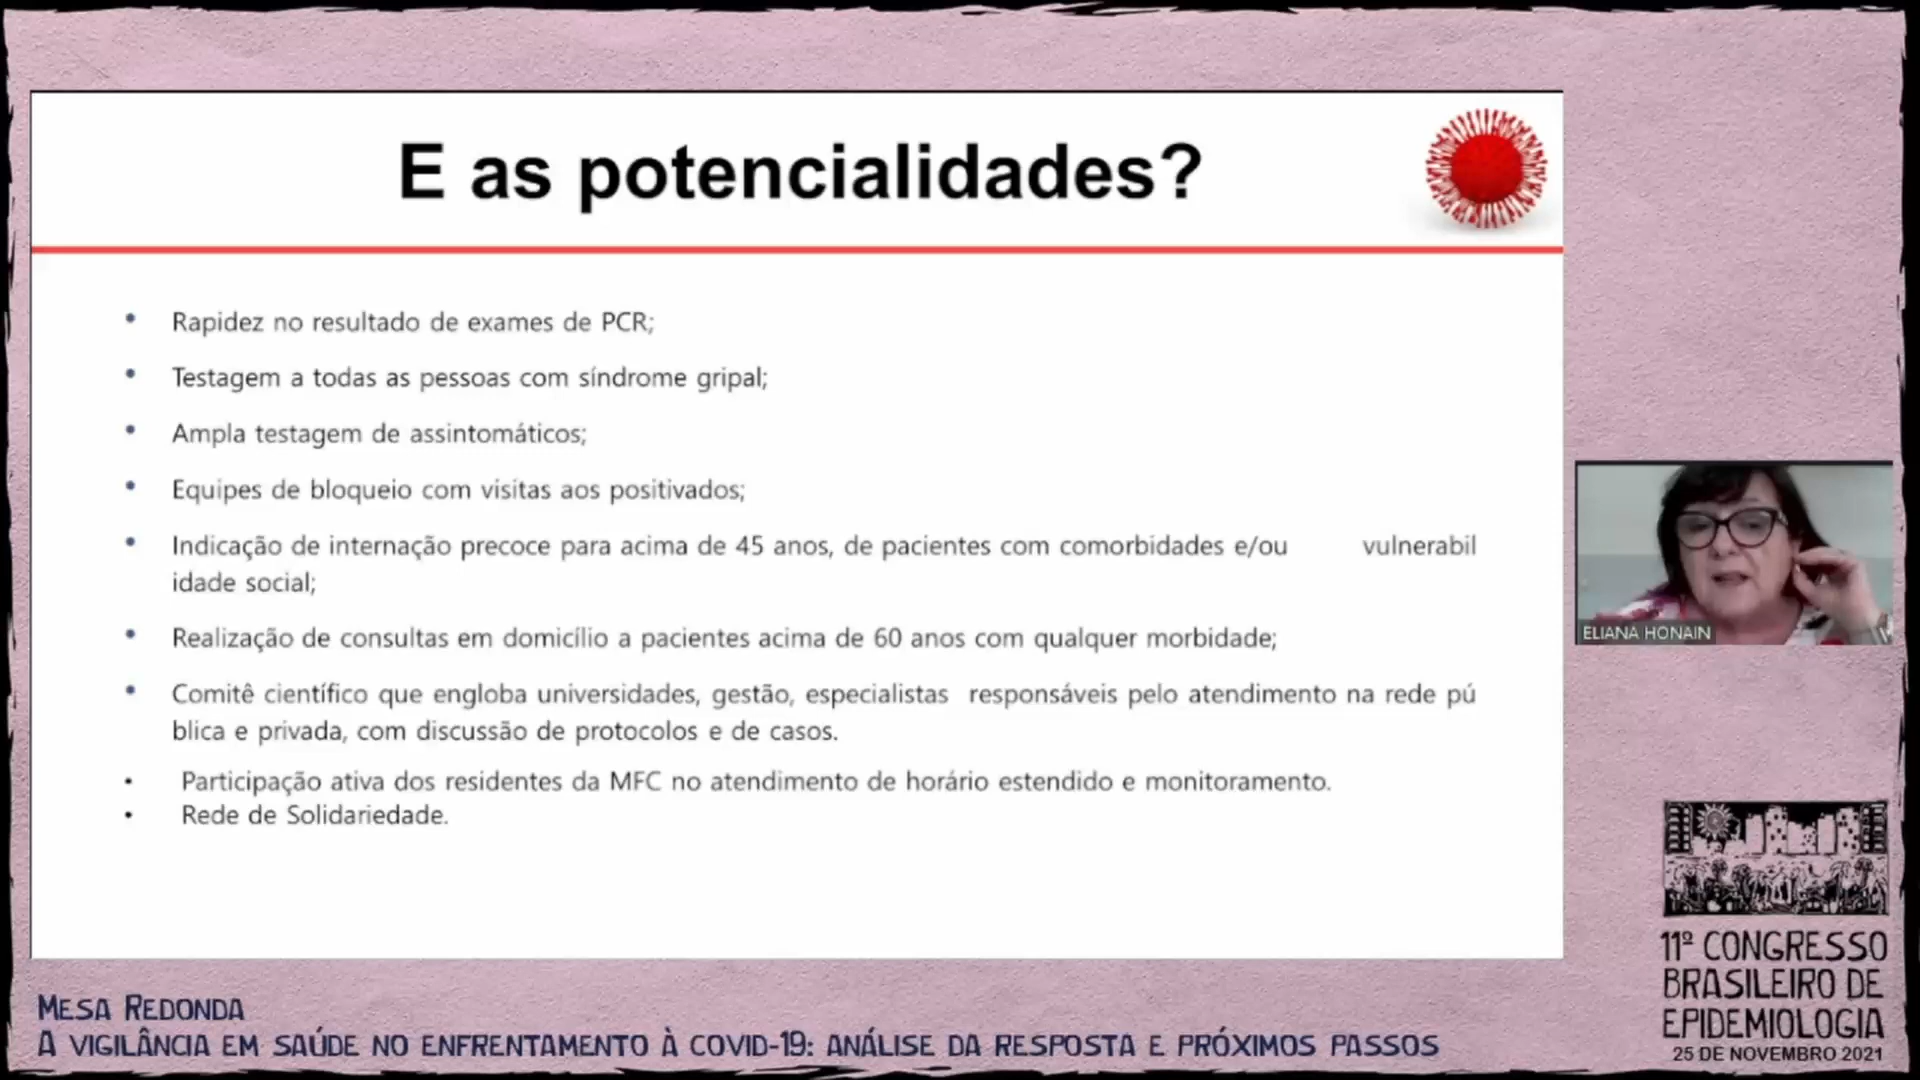 E as potencialidades?
• Rapidez no resultado de exames de PCR;
• Testagem a todas as pessoas com síndrome gripal;
• Ampla testagem de assintomáticos;
• Equipes de bloqueio com visitas aos positivados;
• Indicação de internação precoce para acima de 45 anos, de pacientes com comorbidades e/ou vulnerabil
idade social;
• Realização de consultas em domicílio a pacientes acima de 60 anos com qualquer morbidade;
• Comitê científico que engloba universidades, gestão, especialistas responsáveis pelo atendimento na rede pú
blica e privada, com discussão de protocolos e de casos.
• Participação ativa dos residentes da MFC no atendimento de horário estendido e monitoramento.
• Rede de Solidariedade.
ELIANA HONAIN
MESA REDONDA
A VIGILÂNCIA EM SAÚDE NO ENFRENTAMENTO À COVID-19: ANÁLISE DA RESPOSTA E PRÓXIMOS PASSOS
11º CONGRESSO
BRASILEIRO DE
EPIDEMIOLOGIA
25 DE NOVEMBRO 2021